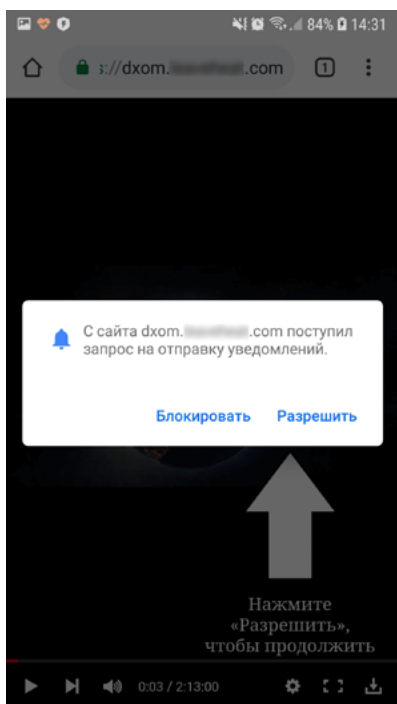 84% 14:31
s://dxom. .com 1
С сайта dxom. .com поступил
запрос на отправку уведомлений.
Блокировать Разрешить
Нажмите
«Разрешить»,
чтобы продолжить
0:03 / 2:13:00